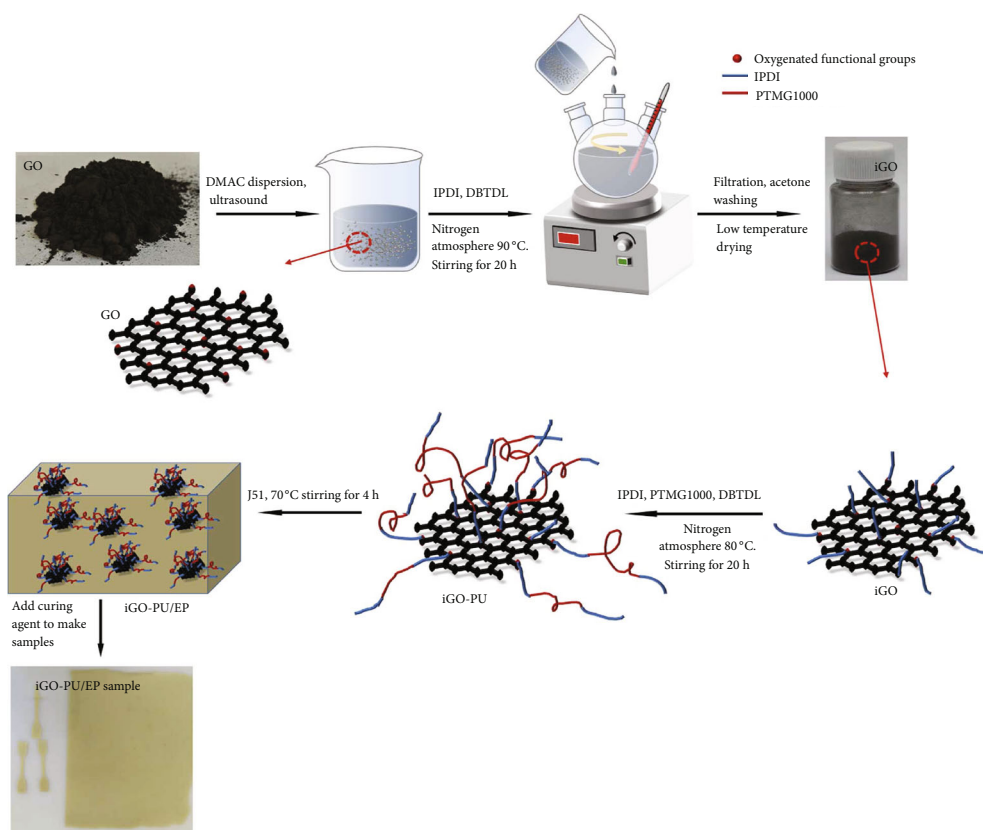 Oxygenated functional groups
IPDI
PTMG1000
GO
DMAC dispersion,
ultrasound
IPDI, DBTDL
Nitrogen
atmosphere 90 °C.
Stirring for 20 h
Filtration, acetone
washing
Low temperature
drying
iGO
GO
J51, 70°C stirring for 4 h
IPDI, PTMG1000, DBTDL
Nitrogen
atmosphere 80 °C.
Stirring for 20 h
iGO-PU
iGO
Add curing
agent to make
samples
iGO-PU/EP
iGO-PU/EP sample